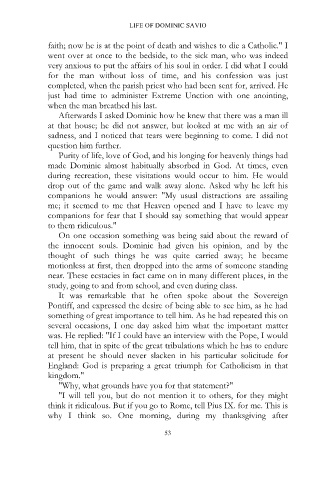 LIFE OF DOMINIC SAVIO
faith; now he is at the point of death and wishes to die a Catholic." I
went over at once to the bedside, to the sick man, who was indeed
very anxious to put the affairs of his soul in order. I did what I could
for the man without loss of time, and his confession was just
completed, when the parish priest who had been sent for, arrived. He
just had time to administer Extreme Unction with one anointing,
when the man breathed his last.
Afterwards I asked Dominic how he knew that there was a man ill
at that house; he did not answer, but looked at me with an air of
sadness, and I noticed that tears were beginning to come. I did not
question him further.
Purity of life, love of God, and his longing for heavenly things had
made Dominic almost habitually absorbed in God. At times, even
during recreation, these visitations would occur to him. He would
drop out of the game and walk away alone. Asked why he left his
companions he would answer: "My usual distractions are assailing
me; it seemed to me that Heaven opened and I have to leave my
companions for fear that I should say something that would appear
to them ridiculous."
On one occasion something was being said about the reward of
the innocent souls. Dominic had given his opinion, and by the
thought of such things he was quite carried away; he became
motionless at first, then dropped into the arms of someone standing
near. These ecstacies in fact came on in many different places, in the
study, going to and from school, and even during class.
It was remarkable that he often spoke about the Sovereign
Pontiff, and expressed the desire of being able to see him, as he had
something of great importance to tell him. As he had repeated this on
several occasions, I one day asked him what the important matter
was. He replied: "If I could have an interview with the Pope, I would
tell him, that in spite of the great tribulations which he has to endure
at present he should never slacken in his particular solicitude for
England: God is preparing a great triumph for Catholicism in that
kingdom."
"Why, what grounds have you for that statement?"
"I will tell you, but do not mention it to others, for they might
think it ridiculous. But if you go to Rome, tell Pius IX. for me. This is
why I think so. One morning, during my thanksgiving after
53